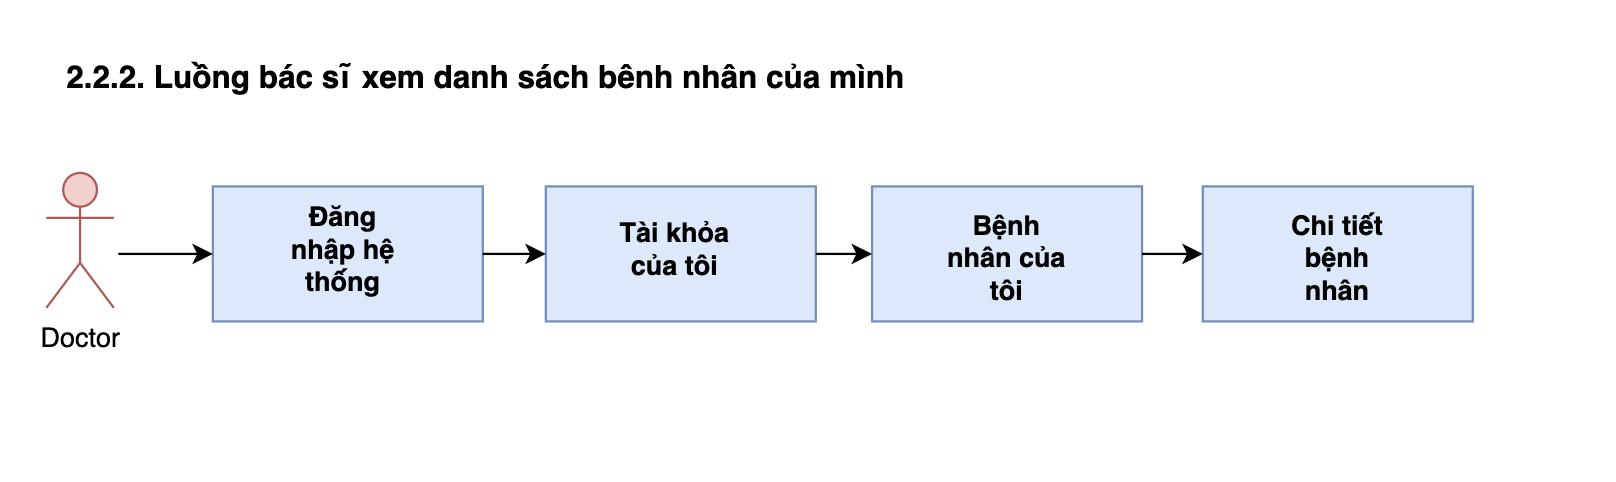 2.2.2. Luồng bác sĩ xem danh sách bênh nhân của mình
Đăng
nhập hệ
thống
Tài khỏa
của tôi
Bệnh
nhân của
tôi
Chi tiết
bệnh
nhân
Doctor